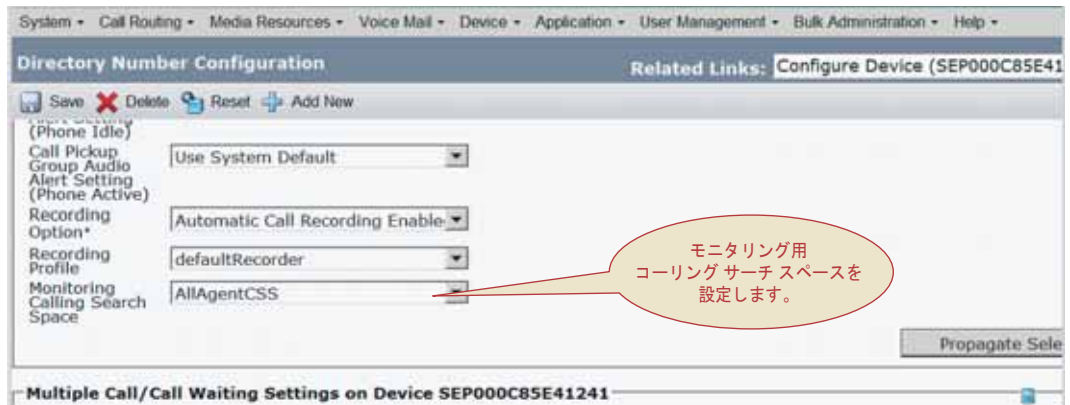 System Call Routing Media Resources Voice Mail Device Application User Management Bulk Administration Help
Directory Number Configuration
Related Links: Configure Device (SEP000C85E41
Save Delete Reset Add New
(Phone Idle)
Call Pickup
Group Audio
Alert Setting
(Phone Active)
Use System Default
Recording
Option*
Automatic Call Recording Enable
Recording
Profile
defaultRecorder
Monitoring
Calling Search
Space
AllAgentCSS
モニタリング用
コーリング サーチ スペースを
設定します。
Propagate Sele
Multiple Call/Call Waiting Settings on Device SEP000C85E41241